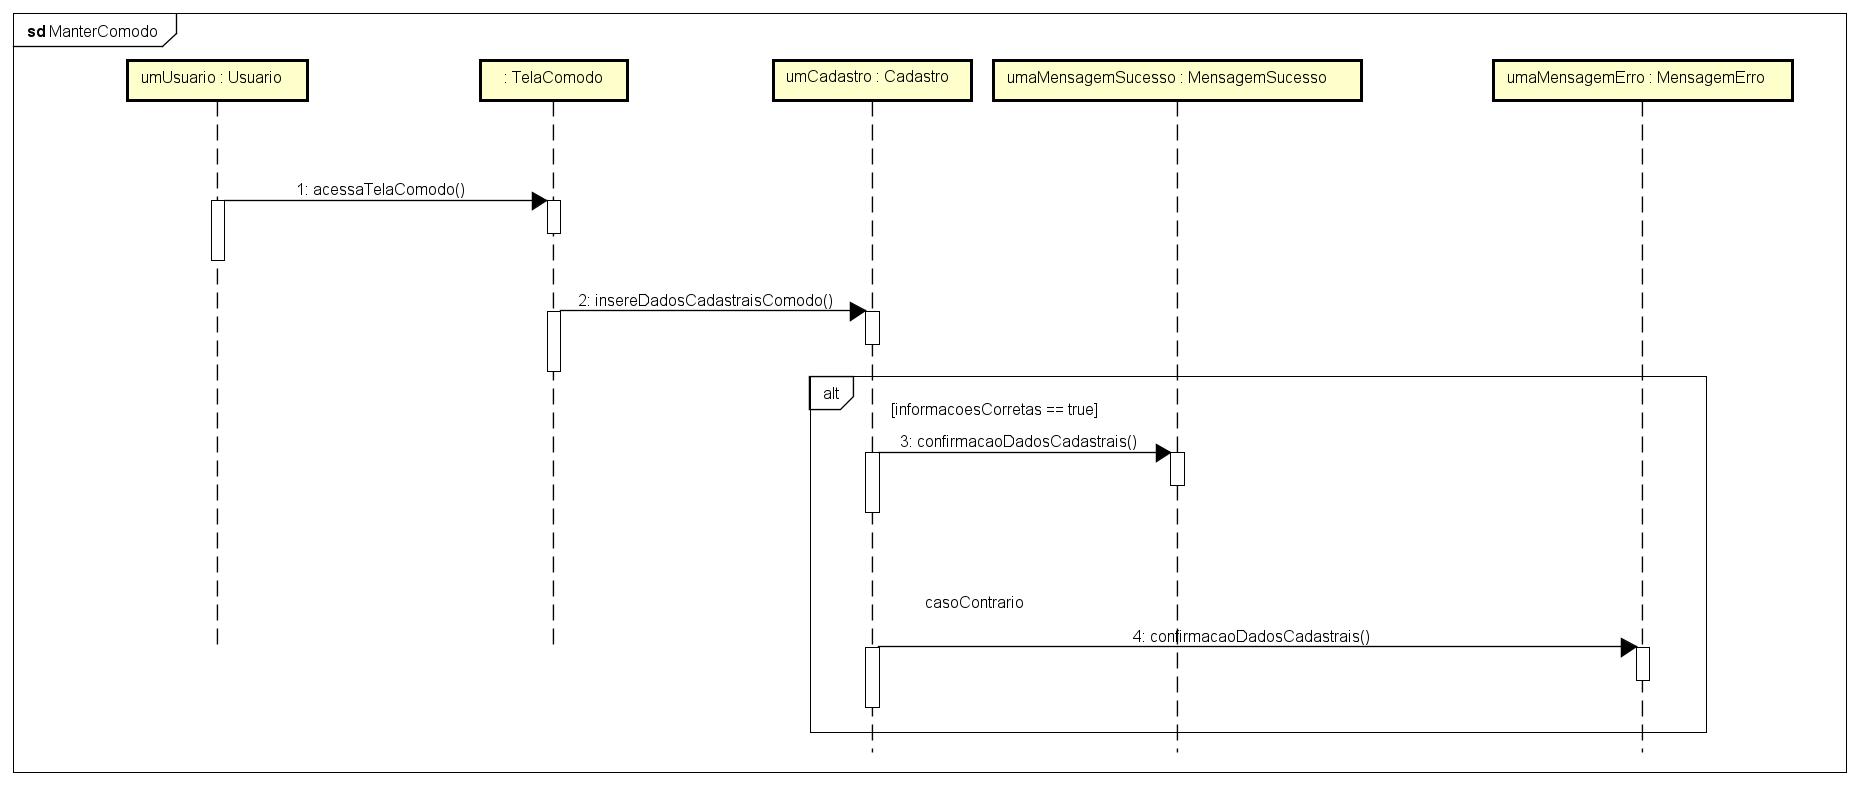 sd ManterComodo
umUsuario : Usuario
: TelaComodo
umCadastro : Cadastro
umaMensagemSucesso : MensagemSucesso
umaMensagemErro : MensagemErro
1: acessaTelaComodo()
2: insereDadosCadastraisComodo()
alt
[informacoesCorretas == true]
3: confirmacaoDadosCadastrais()
casoContrario
4: confirmacaoDadosCadastrais()